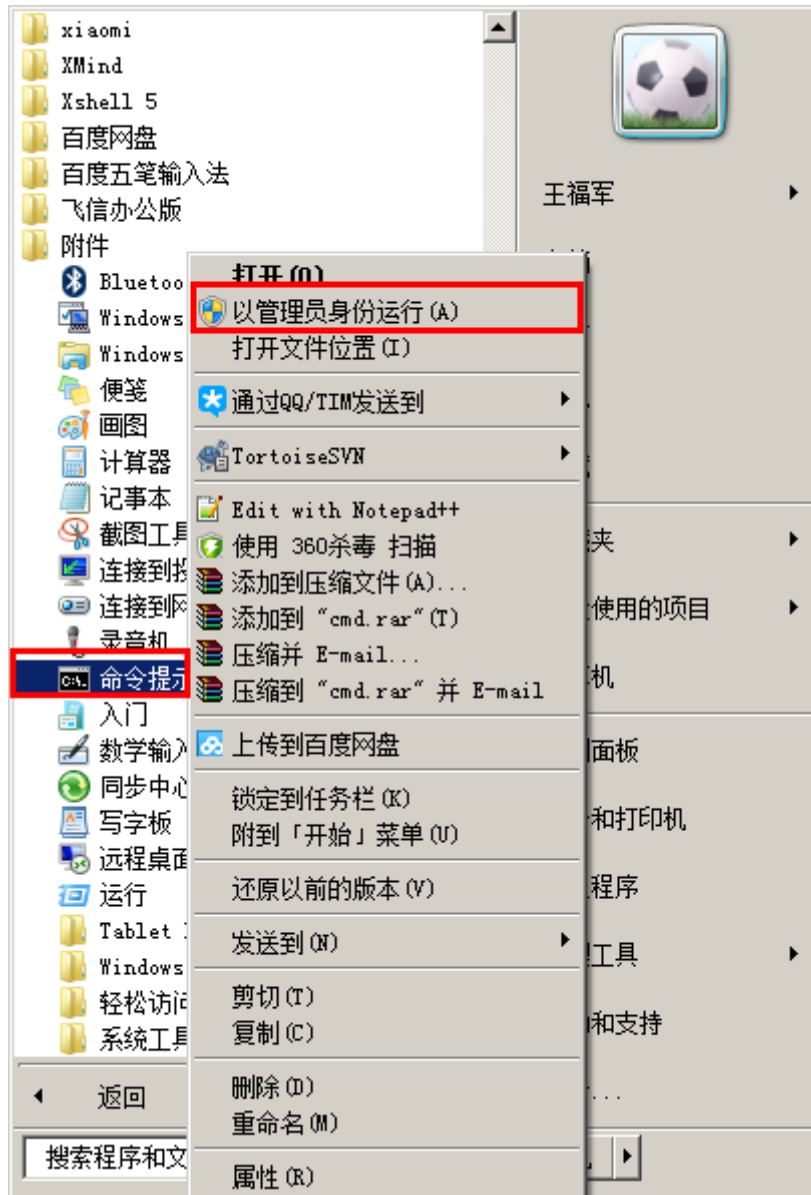 xiaomi
XMind
Xshell 5
百度网盘
百度五笔输入法
飞信办公版
附件
Bluetoo
Windows
Windows
便笺
画图
计算器
记事本
截图工具
连接到投
连接到网
录音机
命令提示
入门
数学输入
同步中心
写字板
远程桌面
运行
Tablet
Windows
轻松访问
系统工具
返回
搜索程序和文
打开(O)
以管理员身份运行(A)
打开文件位置(I)
通过QQ/TIM发送到
TortoiseSVN
Edit with Notepad++
使用 360杀毒 扫描
添加到压缩文件(A)...
添加到 "cmd.rar"(T)
压缩并 E-mail...
压缩到 "cmd.rar" 并 E-mail
上传到百度网盘
锁定到任务栏(K)
附到「开始」菜单(U)
还原以前的版本(V)
发送到(N)
剪切(T)
复制(C)
删除(D)
重命名(M)
属性(R)
王福军
夹
使用的项目
机
面板
和打印机
程序
工具
和支持
...